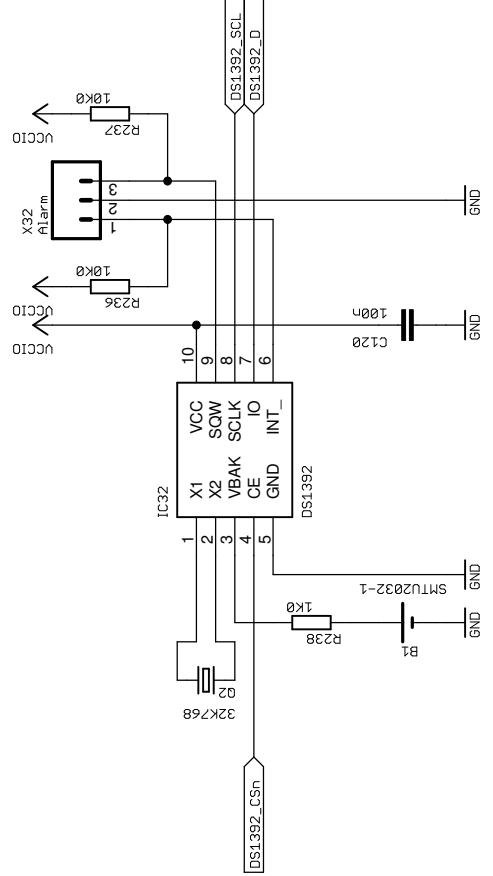 DS1392_SCL
DS1392_D
10K0
R237
VCCIO
X32
Alarm
3
2
1
GND
10K0
R236
VCCIO
VCCIO
100n
C120
GND
10
9
8
7
6
VCC
SQW
SCLK
IO
INT_
X1
X2
VBAK
CE
GND
IC32
DS1392
1
2
3
4
5
GND
SMTU2032-1
1K0
R238
B1
GND
Q2
32K768
DS1392_CSn